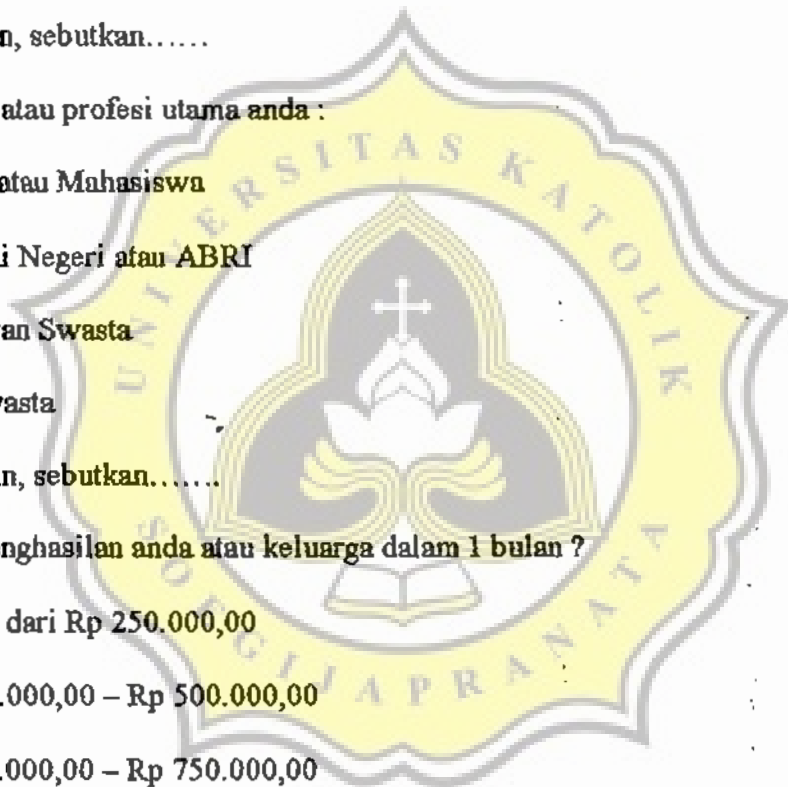 n, sebutkan......
atau profesi utama anda :
atau Mahasiswa
i Negeri atau ABRI
an Swasta
asta
n, sebutkan.......
nghasilan anda atau keluarga dalam 1 bulan ?
dari Rp 250.000,00
.000,00 – Rp 500.000,00
.000,00 – Rp 750.000,00
UNIVERSITAS KATOLIK
SOEGIJAPRANATA